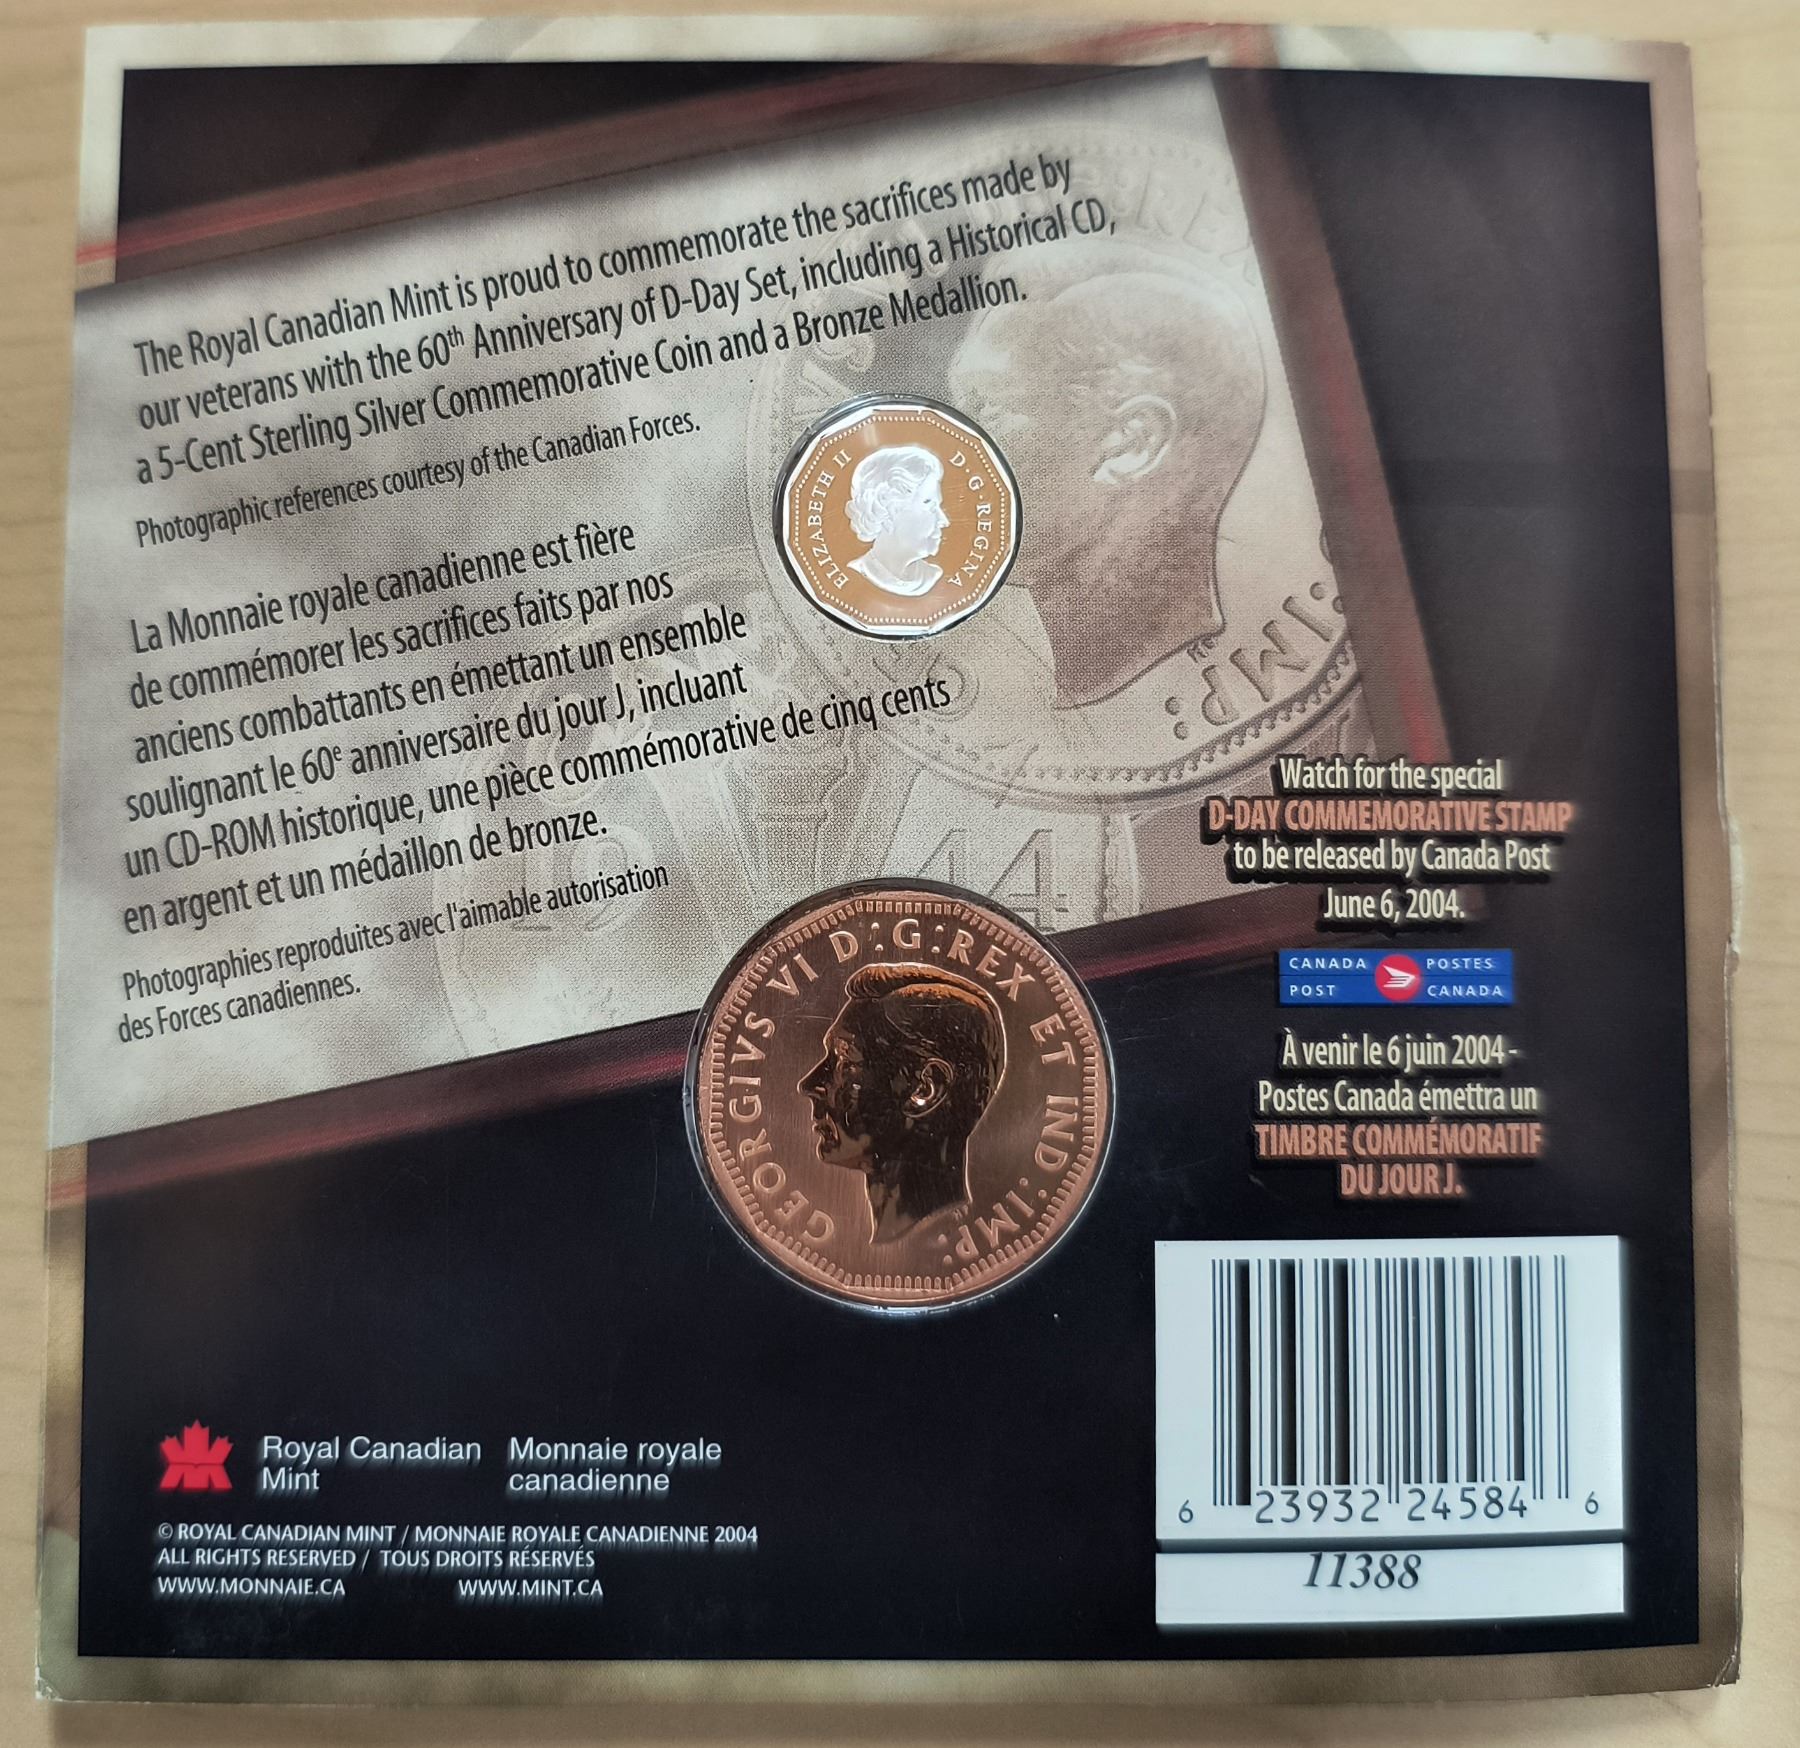 The Royal Canadian Mint is proud to commemorate the sacrifices made by
our veterans with the 60th Anniversary of D-Day Set, including a Historical CD,
a 5-Cent Sterling Silver Commemorative Coin and a Bronze Medallion.
Photographic references courtesy of the Canadian Forces.
La Monnaie royale canadienne est fière
de commémorer les sacrifices faits par nos
anciens combattants en émettant un ensemble
soulignant le 60e anniversaire du jour J, incluant
un CD-ROM historique, une pièce commémorative de cinq cents
en argent et un médaillon de bronze.
Photographies reproduites avec l'aimable autorisation
des Forces canadiennes.
ELIZABETH II D·G·REGINA
:IMP:
1944
GEORGIVS VI D:G:REX ET IND:IMP:
Watch for the special
D-DAY COMMEMORATIVE STAMP
to be released by Canada Post
June 6, 2004.
CANADA POSTES
POST CANADA
À venir le 6 juin 2004 -
Postes Canada émettra un
TIMBRE COMMÉMORATIF
DU JOUR J.
6 23932 24584 6
11388
Royal Canadian Monnaie royale
Mint canadienne
© ROYAL CANADIAN MINT / MONNAIE ROYALE CANADIENNE 2004
ALL RIGHTS RESERVED / TOUS DROITS RÉSERVÉS
WWW.MONNAIE.CA WWW.MINT.CA